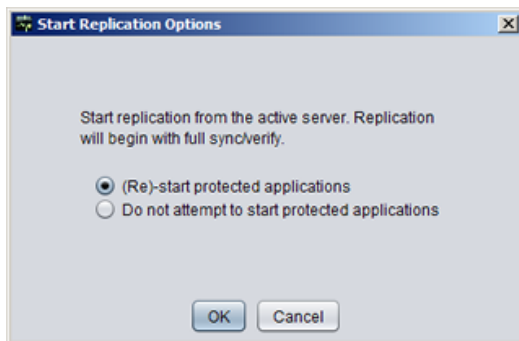 Start Replication Options
Start replication from the active server. Replication
will begin with full sync/verify.
(Re)-start protected applications
Do not attempt to start protected applications
OK Cancel